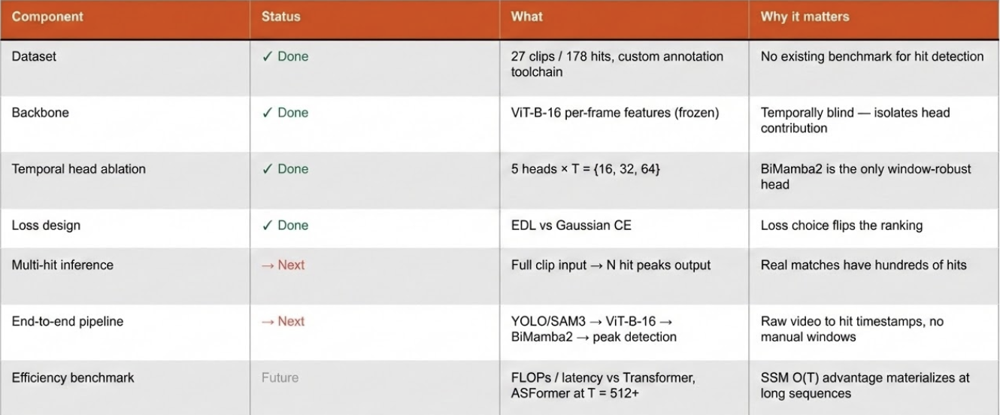 Component Status What Why it matters
Dataset ✓ Done 27 clips / 178 hits, custom annotation No existing benchmark for hit detection
toolchain
Backbone ✓ Done ViT-B-16 per-frame features (frozen) Temporally blind — isolates head
contribution
Temporal head ablation ✓ Done 5 heads × T = {16, 32, 64} BiMamba2 is the only window-robust
head
Loss design ✓ Done EDL vs Gaussian CE Loss choice flips the ranking
Multi-hit inference → Next Full clip input → N hit peaks output Real matches have hundreds of hits
End-to-end pipeline → Next YOLO/SAM3 → ViT-B-16 → Raw video to hit timestamps, no
BiMamba2 → peak detection manual windows
Efficiency benchmark Future FLOPs / latency vs Transformer, SSM O(T) advantage materializes at
ASFormer at T = 512+ long sequences